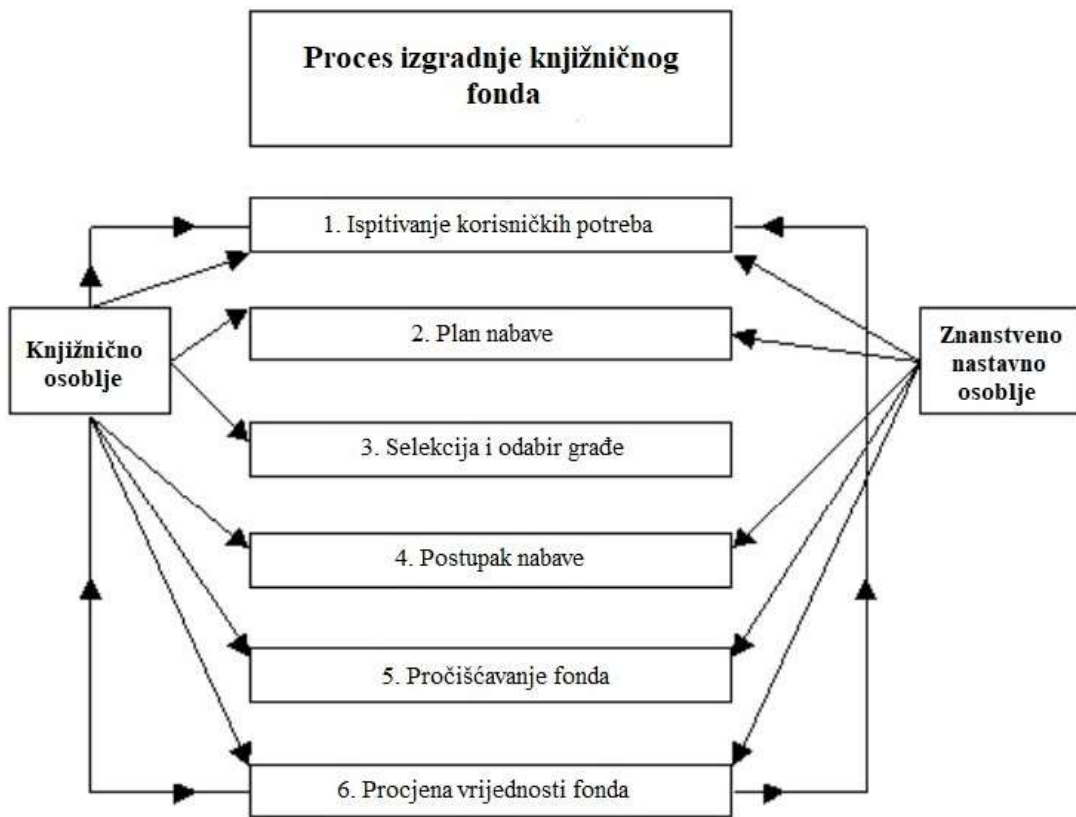 Proces izgradnje knjižničnog
fonda
1. Ispitivanje korisničkih potreba
Knjižnično
osoblje
2. Plan nabave
Znanstveno
nastavno
osoblje
3. Selekcija i odabir građe
4. Postupak nabave
5. Pročišćavanje fonda
6. Procjena vrijednosti fonda